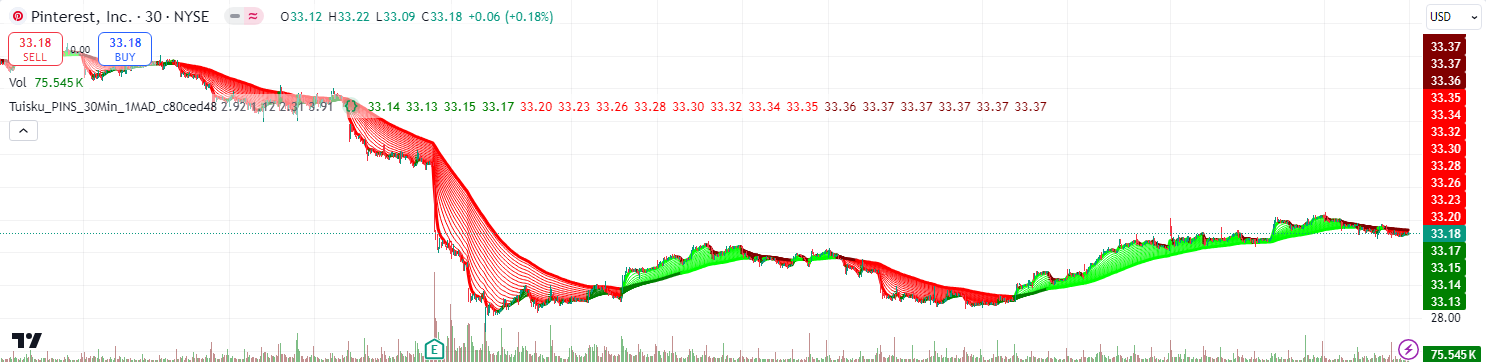 Pinterest, Inc. · 30 · NYSE O33.12 H33.22 L33.09 C33.18 +0.06 (+0.18%)
USD
33.18
SELL
0.00
33.18
BUY
Vol 75.545 K
Tuisku_PINS_30Min_1MAD_c80ced48 2.92 1.12 2.31 8.91 33.14 33.13 33.15 33.17 33.20 33.23 33.26 33.28 33.30 33.32 33.34 33.35 33.36 33.37 33.37 33.37 33.37 33.37
33.37
33.37
33.36
33.35
33.34
33.32
33.30
33.28
33.26
33.23
33.20
33.18
33.17
33.15
33.14
33.13
28.00
E
75.545 K